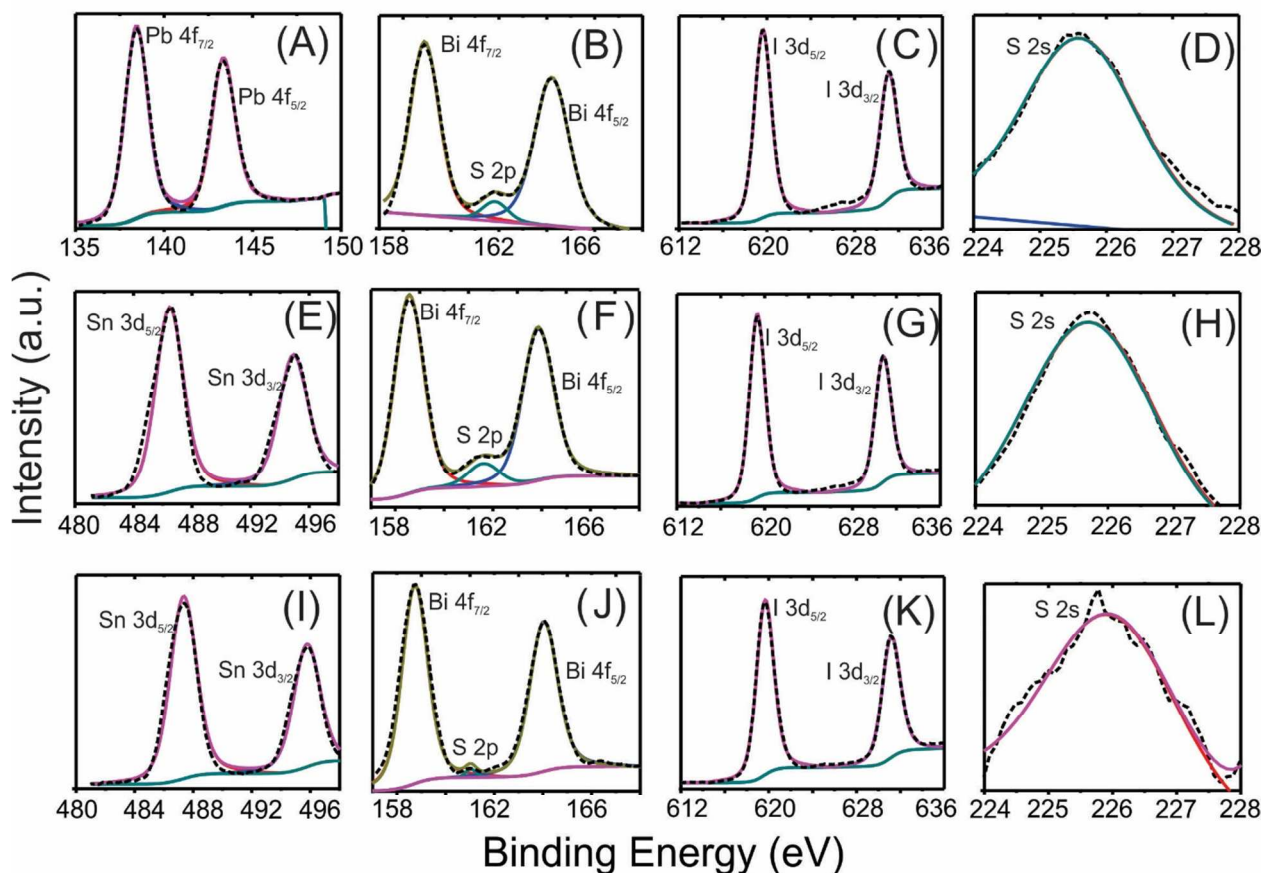 Intensity (a.u.)
(A)
Pb 4f7/2
Pb 4f5/2
135 140 145 150
(B)
Bi 4f7/2
S 2p
Bi 4f5/2
158 162 166
(C)
I 3d5/2
I 3d3/2
612 620 628 636
(D)
S 2s
224 225 226 227 228
(E)
Sn 3d5/2
Sn 3d3/2
480 484 488 492 496
(F)
Bi 4f7/2
S 2p
Bi 4f5/2
158 162 166
(G)
I 3d5/2
I 3d3/2
612 620 628 636
(H)
S 2s
224 225 226 227 228
(I)
Sn 3d5/2
Sn 3d3/2
480 484 488 492 496
(J)
Bi 4f7/2
S 2p
Bi 4f5/2
158 162 166
(K)
I 3d5/2
I 3d3/2
612 620 628 636
(L)
S 2s
224 225 226 227 228
Binding Energy (eV)